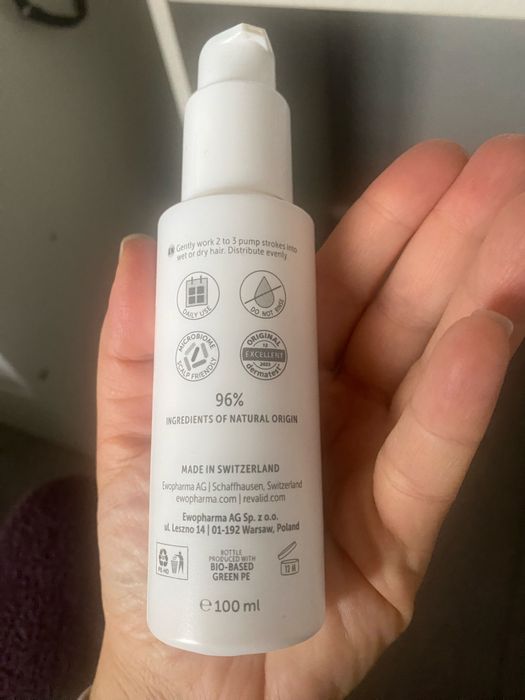 EN Gently work 2 to 3 pump strokes into
wet or dry hair. Distribute evenly.
DAILY USE
DO NOT RINSE
MICROBIOME
SCALP FRIENDLY
ORIGINAL
12
EXCELLENT
2023
dermatest®
96%
INGREDIENTS OF NATURAL ORIGIN
MADE IN SWITZERLAND
Ewopharma AG | Schaffhausen, Switzerland
ewopharma.com | revalid.com
Ewopharma AG Sp. z o.o.
ul. Leszno 14 | 01-192 Warsaw, Poland
BOTTLE
PRODUCED WITH
BIO-BASED
GREEN PE
12 M
℮100 ml